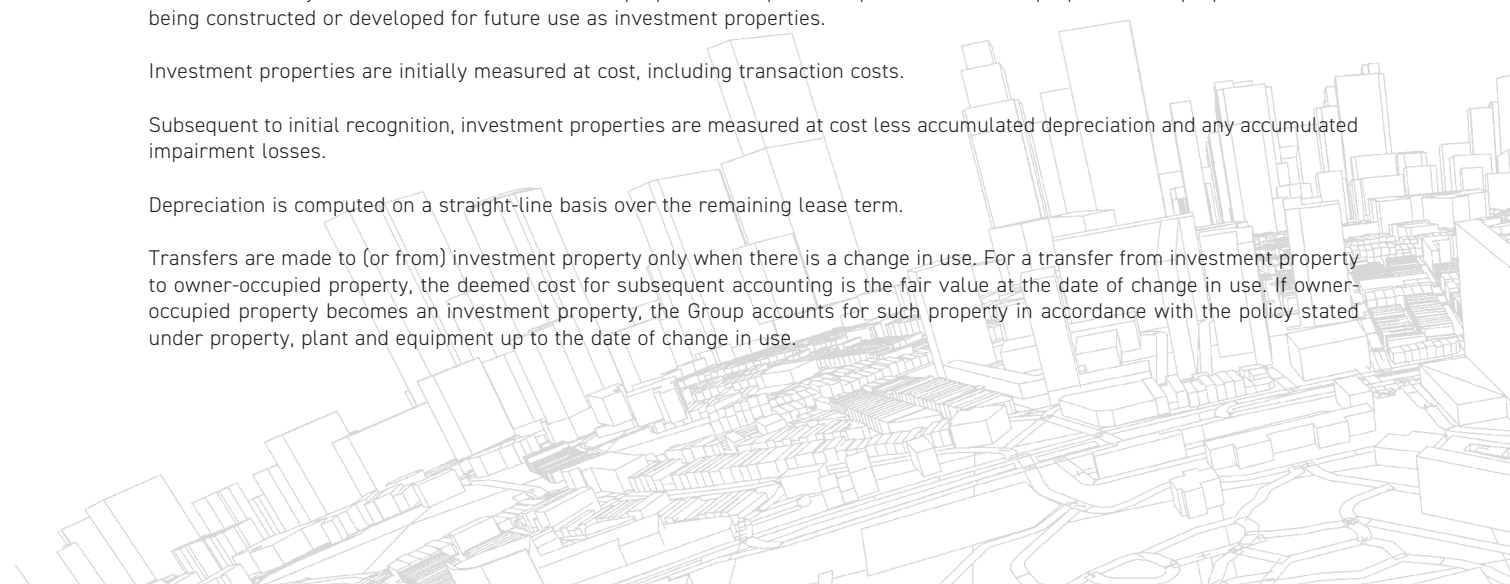 being constructed or developed for future use as investment properties.
Investment properties are initially measured at cost, including transaction costs.
Subsequent to initial recognition, investment properties are measured at cost less accumulated depreciation and any accumulated
impairment losses.
Depreciation is computed on a straight-line basis over the remaining lease term.
Transfers are made to (or from) investment property only when there is a change in use. For a transfer from investment property
to owner-occupied property, the deemed cost for subsequent accounting is the fair value at the date of change in use. If owner-
occupied property becomes an investment property, the Group accounts for such property in accordance with the policy stated
under property, plant and equipment up to the date of change in use.